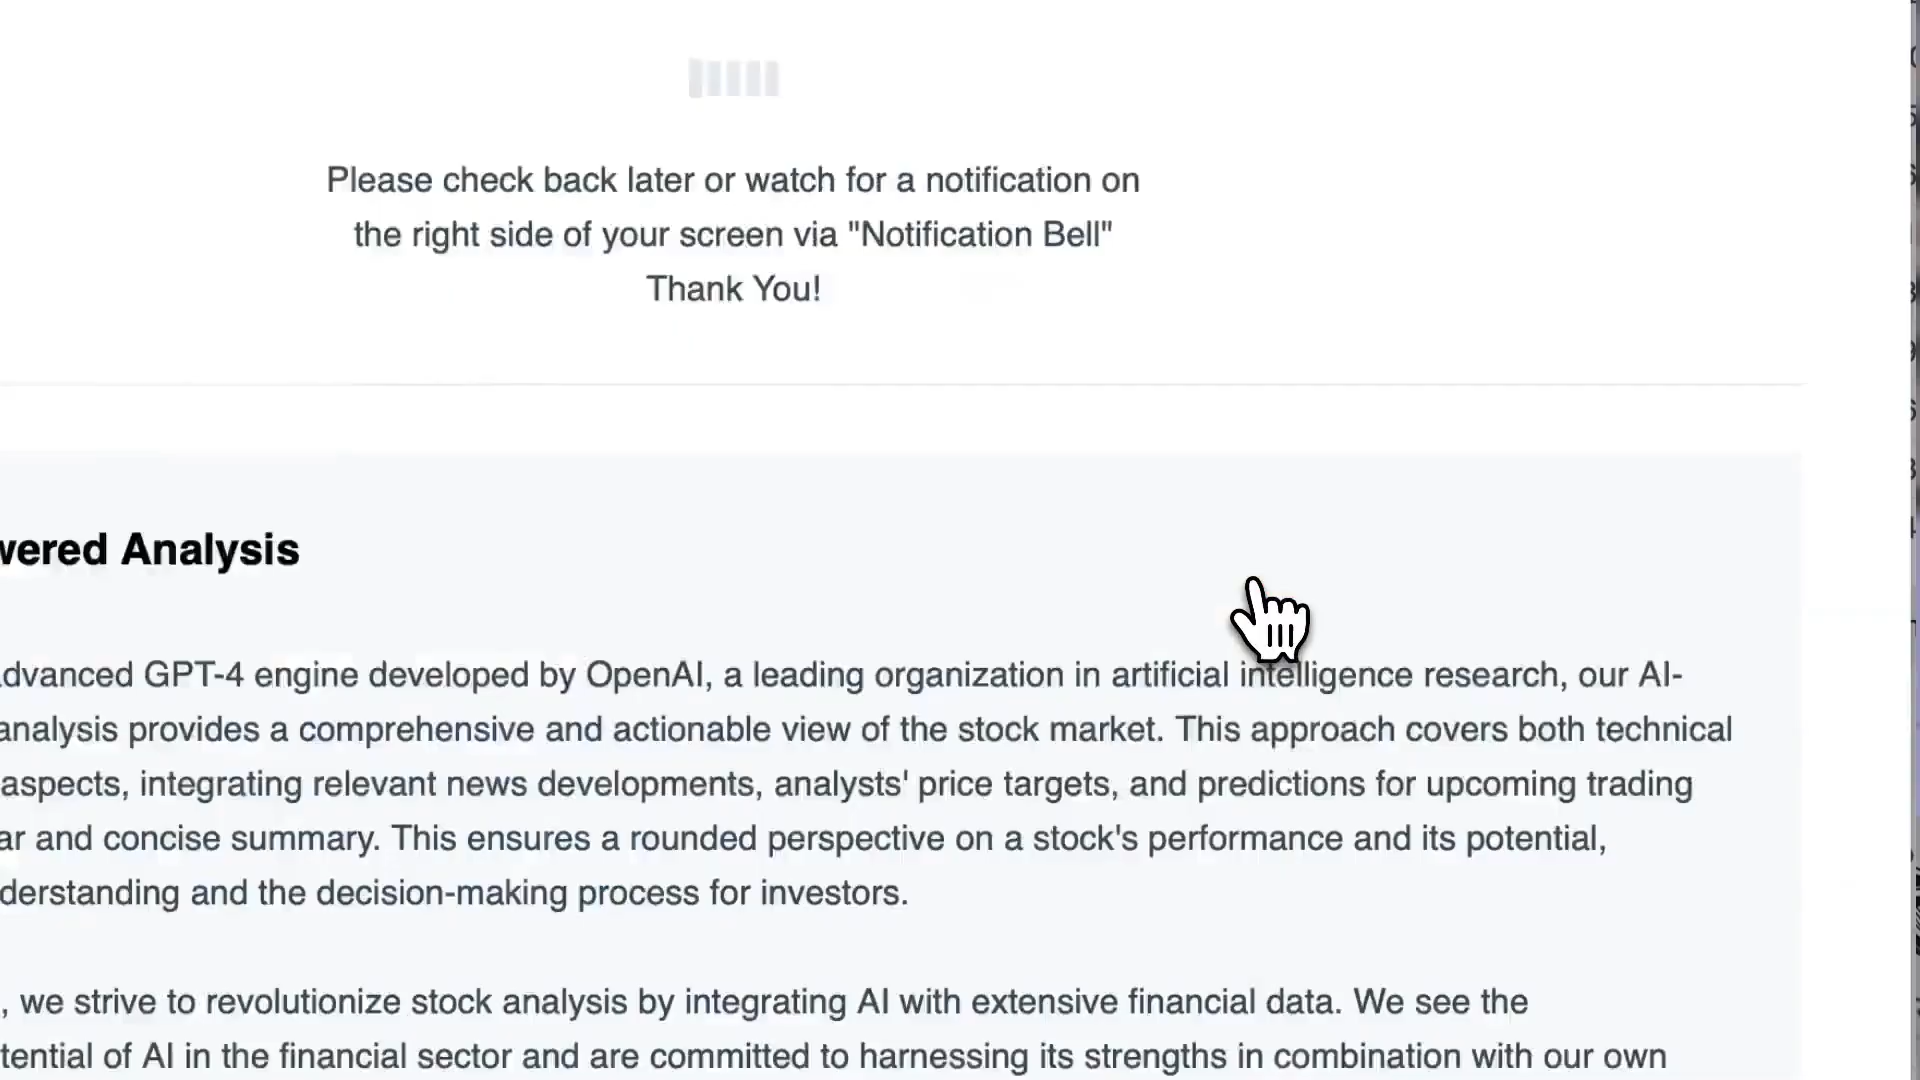 Please check back later or watch for a notification on
the right side of your screen via "Notification Bell"
Thank You!
wered Analysis
dvanced GPT-4 engine developed by OpenAI, a leading organization in artificial intelligence research, our AI-
analysis provides a comprehensive and actionable view of the stock market. This approach covers both technical
aspects, integrating relevant news developments, analysts' price targets, and predictions for upcoming trading
ar and concise summary. This ensures a rounded perspective on a stock's performance and its potential,
derstanding and the decision-making process for investors.
, we strive to revolutionize stock analysis by integrating AI with extensive financial data. We see the
tential of AI in the financial sector and are committed to harnessing its strengths in combination with our own